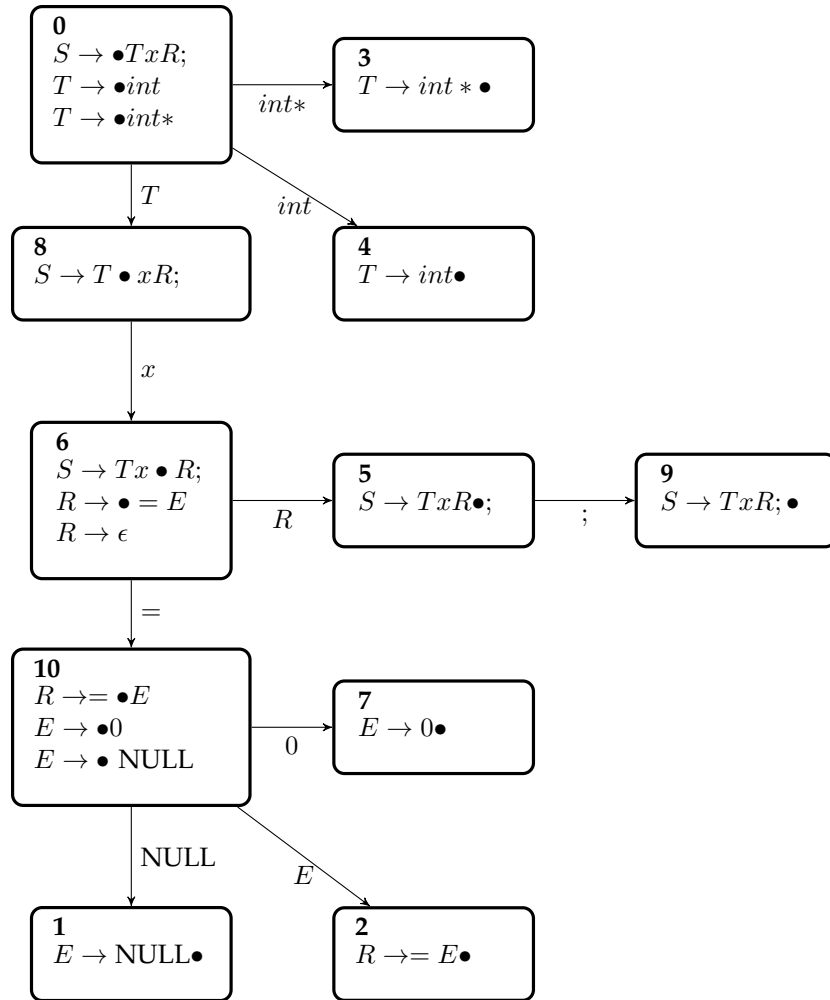 0
S → •TxR;
T → •int
T → •int*
int*
3
T → int * •
T
int
8
S → T • xR;
4
T → int•
x
6
S → Tx • R;
R → • = E
R → ϵ
R
5
S → TxR•;
;
9
S → TxR; •
=
10
R →= •E
E → •0
E → • NULL
0
7
E → 0•
NULL
E
1
E → NULL•
2
R →= E•